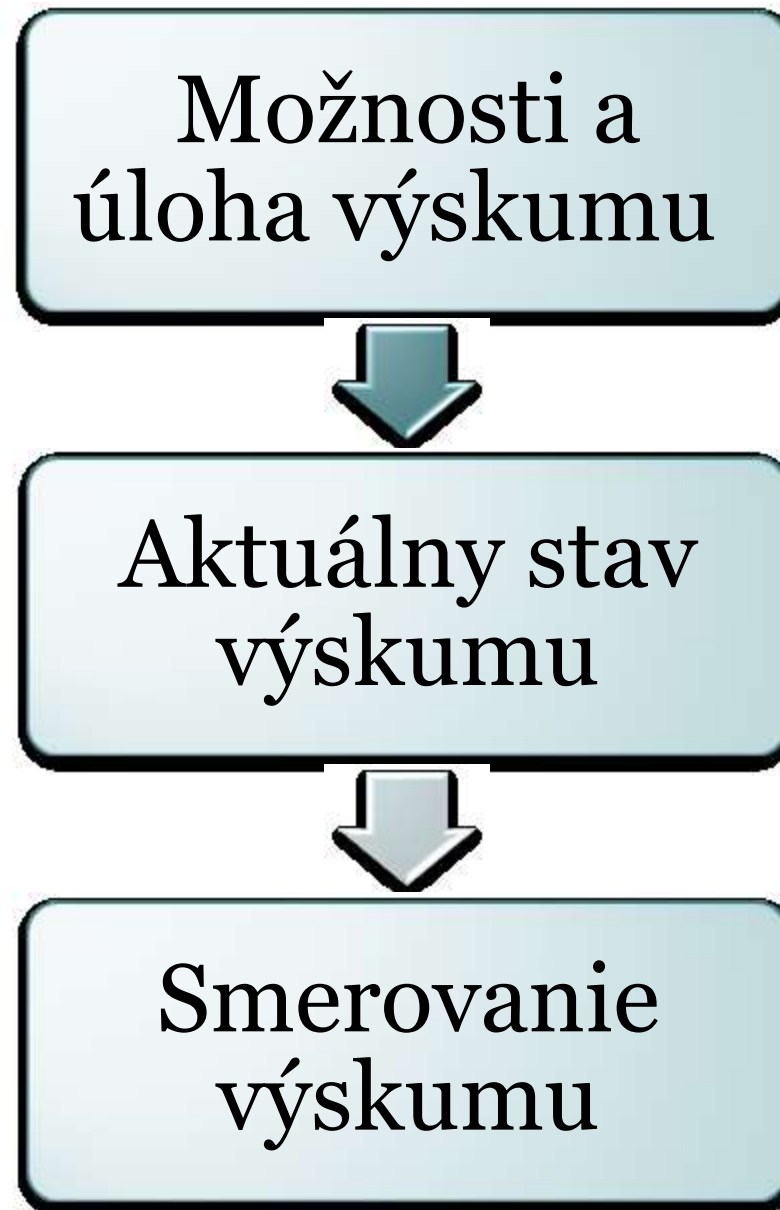 Možnosti a
úloha výskumu
Aktuálny stav
výskumu
Smerovanie
výskumu